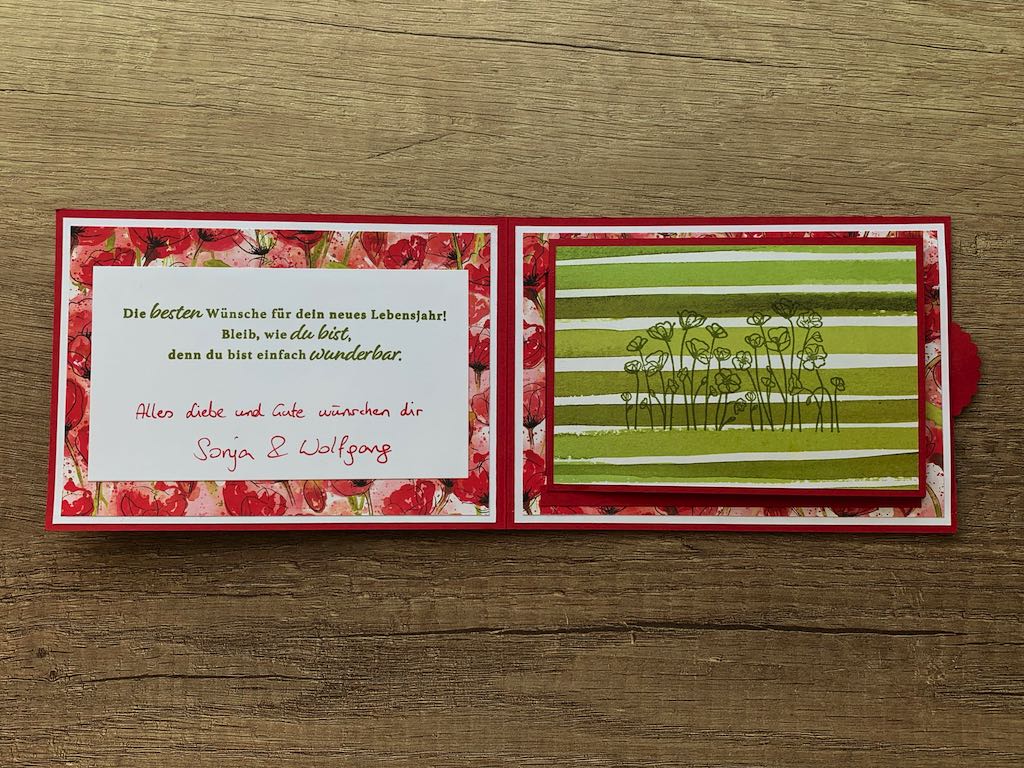 Die besten Wünsche für dein neues Lebensjahr!
Bleib, wie du bist,
denn du bist einfach wunderbar.
Alles Liebe und Gute wünschen dir
Sonja & Wolfgang